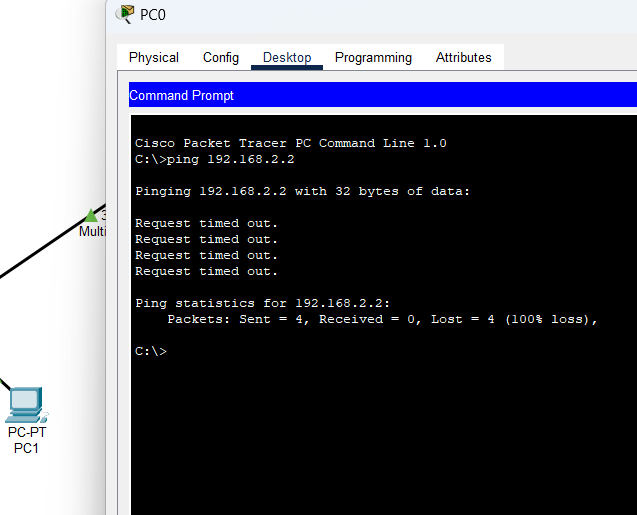 PC0
Physical Config Desktop Programming Attributes
Command Prompt
Cisco Packet Tracer PC Command Line 1.0
C:\>ping 192.168.2.2
Pinging 192.168.2.2 with 32 bytes of data:
Request timed out.
Request timed out.
Request timed out.
Request timed out.
Ping statistics for 192.168.2.2:
Packets: Sent = 4, Received = 0, Lost = 4 (100% loss),
C:\>
3
Multi
PC-PT
PC1